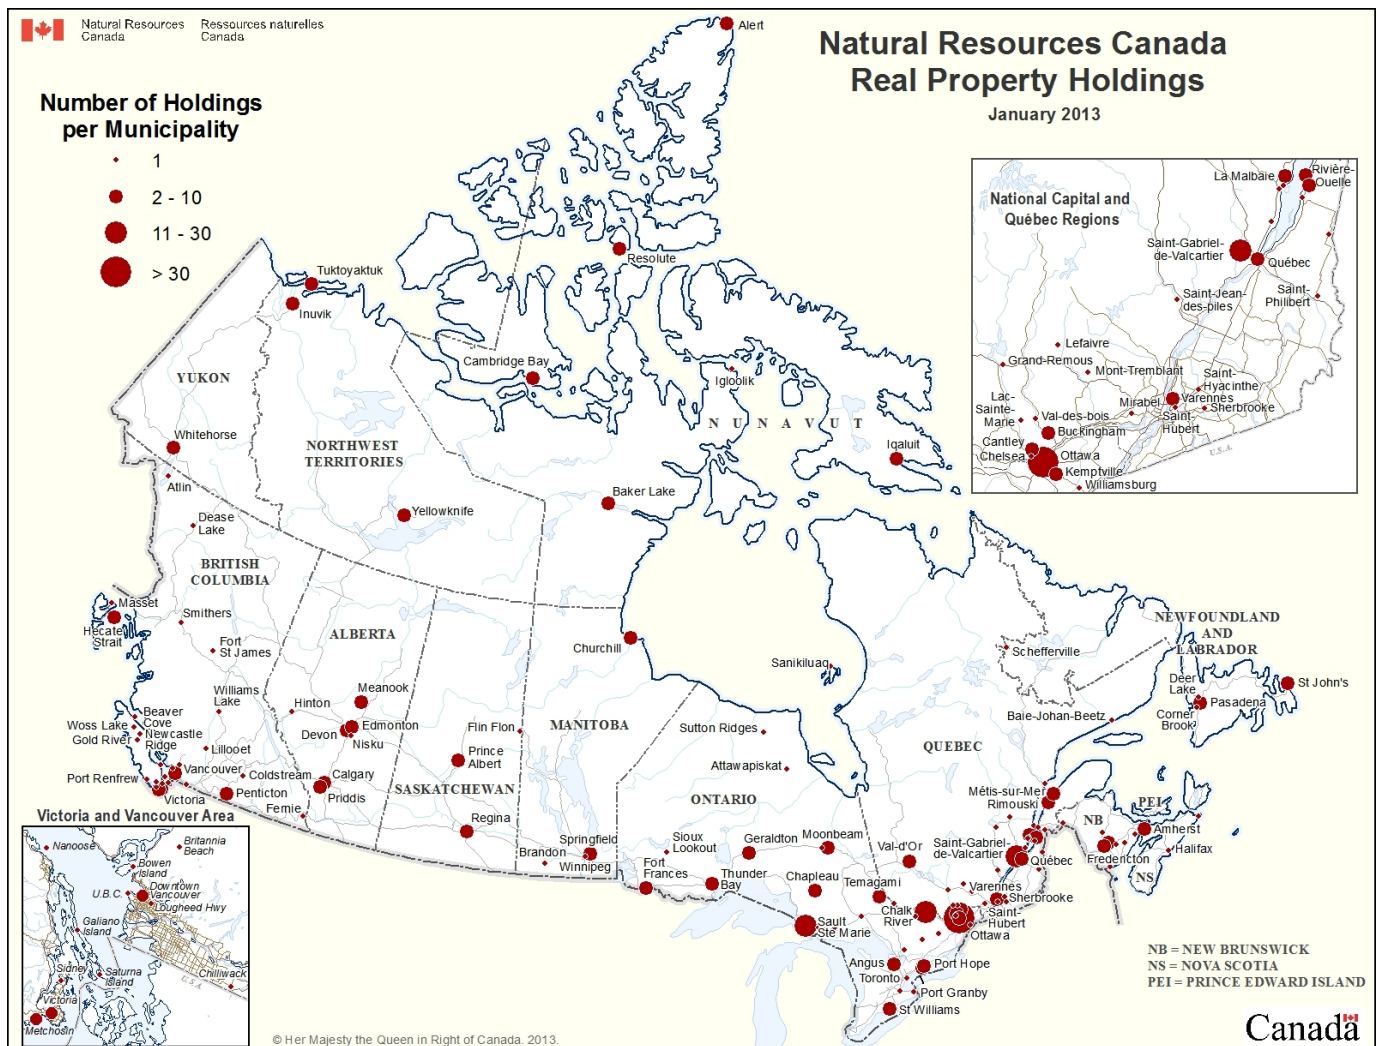 Natural Resources Canada
Ressources naturelles Canada
Natural Resources Canada
Real Property Holdings
January 2013
Number of Holdings
per Municipality
1
2 - 10
11 - 30
> 30
Alert
Resolute
Tuktoyaktuk
Inuvik
Cambridge Bay
Igloolik
YUKON
Whitehorse
NORTHWEST
TERRITORIES
NUNAVUT
Iqaluit
Baker Lake
Yellowknife
Atlin
Dease
Lake
BRITISH
COLUMBIA
Masset
Hecate
Strait
Smithers
Fort
St James
ALBERTA
Churchill
Sanikiluaq
Schefferville
NEWFOUNDLAND
AND
LABRADOR
Deer
Lake
St John's
Pasadena
Corner
Brook
Baie-Johan-Beetz
Williams
Lake
Hinton
Meanook
Beaver
Cove
Woss Lake
Newcastle
Ridge
Gold River
Lillooet
Devon
Edmonton
Nisku
Flin Flon
MANITOBA
Sutton Ridges
QUEBEC
Prince
Albert
Attawapiskat
Port Renfrew
Vancouver
Coldstream
Calgary
Priddis
Victoria
Penticton
Fernie
SASKATCHEWAN
ONTARIO
Métis-sur-Mer
Rimouski
PEI
NB
Amherst
Regina
Springfield
Brandon
Winnipeg
Sioux
Lookout
Geraldton
Moonbeam
Val-d'Or
Saint-Gabriel-
de-Valcartier
Québec
Fredericton
Halifax
NS
Fort
Frances
Thunder
Bay
Chapleau
Temagami
Varennes
Sherbrooke
Chalk
River
Saint-
Hubert
Ottawa
Sault
Ste Marie
Angus
Port Hope
Toronto
Port Granby
St Williams
National Capital and
Québec Regions
La Malbaie
Rivière-
Ouelle
Saint-Gabriel-
de-Valcartier
Québec
Saint-Jean-
des-piles
Saint-
Philibert
Lefaivre
Grand-Remous
Mont-Tremblant
Saint-
Hyacinthe
Lac-
Sainte-
Marie
Mirabel
Varennes
Sherbrooke
Val-des-bois
Saint-
Hubert
Buckingham
Cantley
Chelsea
Ottawa
Kemptville
Williamsburg
U.S.A.
Victoria and Vancouver Area
Nanoose
Britannia
Beach
Bowen
Island
U.B.C.
Downtown
Vancouver
Lougheed Hwy
Galiano
Island
Sidney
Saturna
Island
Chilliwack
U.S.A
Victoria
Metchosin
NB = NEW BRUNSWICK
NS = NOVA SCOTIA
PEI = PRINCE EDWARD ISLAND
© Her Majesty the Queen in Right of Canada. 2013.
Canada